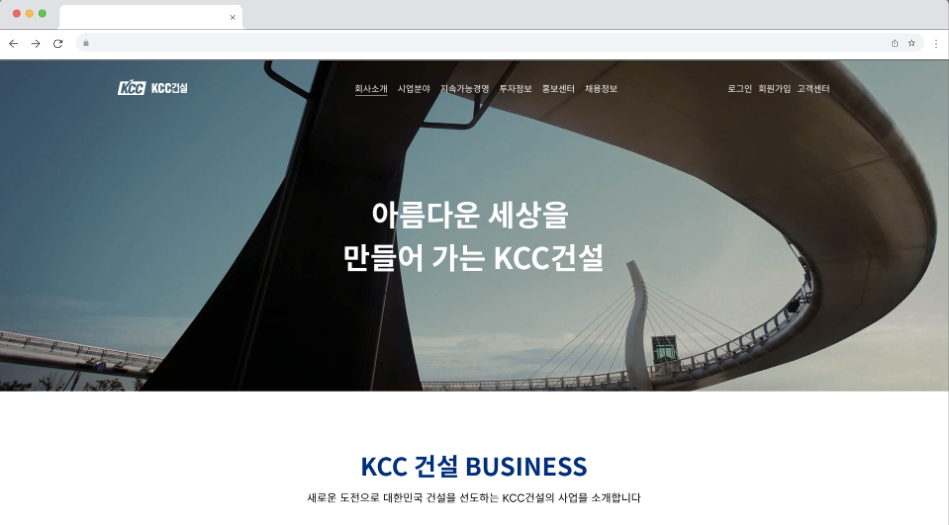 KCC KCC건설
회사소개 시업분야 지속가능경영 투자정보 홍보센터 채용정보
로그인 회원가입 고객센터
아름다운 세상을
만들어 가는 KCC건설
KCC 건설 BUSINESS
새로운 도전으로 대한민국 건설을 선도하는 KCC건설의 사업을 소개합니다